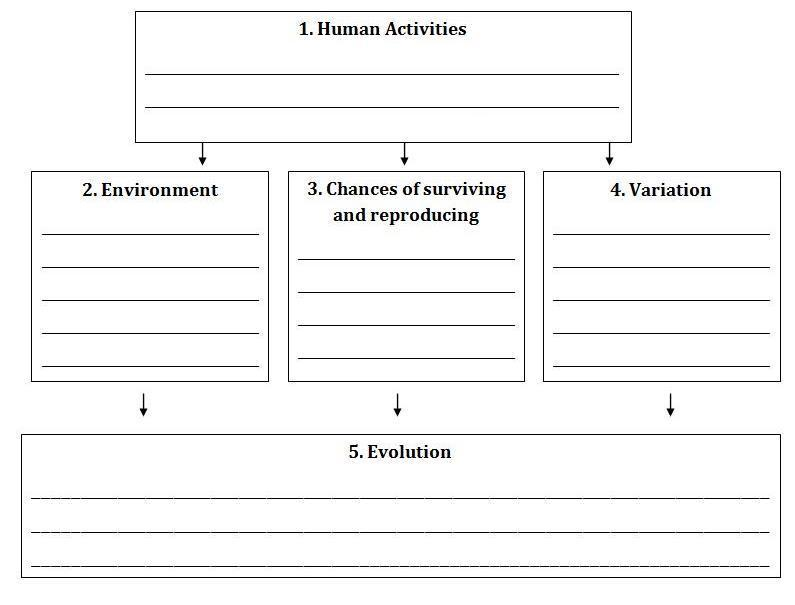 1. Human Activities
2. Environment
3. Chances of surviving
and reproducing
4. Variation
5. Evolution